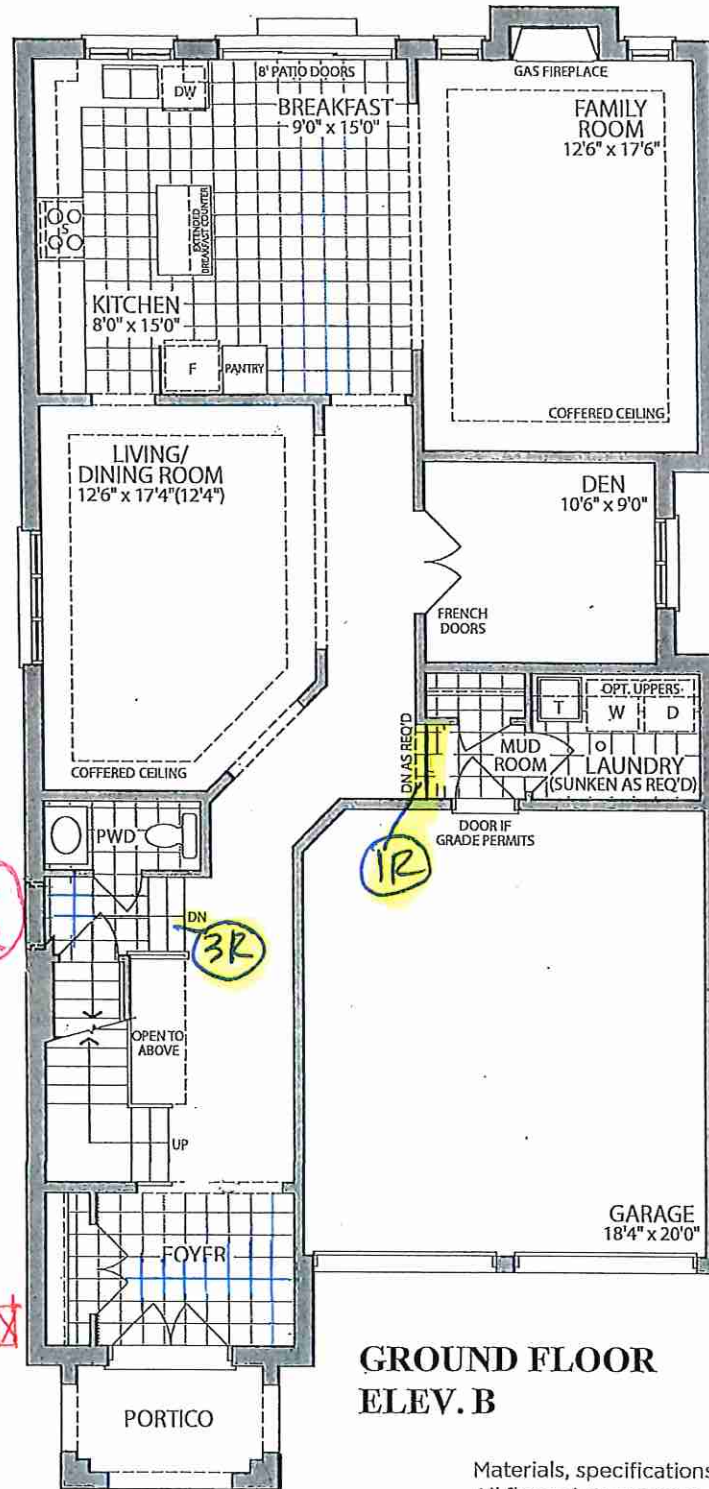 8' PATIO DOORS
GAS FIREPLACE
DW
BREAKFAST
9'0" x 15'0"
FAMILY
ROOM
12'6" x 17'6"
S
EXTENDED
BREAKFAST COUNTER
KITCHEN
8'0" x 15'0"
F
PANTRY
COFFERED CEILING
LIVING/
DINING ROOM
12'6" x 17'4"(12'4")
DEN
10'6" x 9'0"
FRENCH
DOORS
OPT. UPPERS
T
W
D
DN AS REQ'D
MUD
ROOM
LAUNDRY
(SUNKEN AS REQ'D)
COFFERED CEILING
PWD
DOOR IF
GRADE PERMITS
1R
DN
3R
OPEN TO
ABOVE
UP
GARAGE
18'4" x 20'0"
FOYER
GROUND FLOOR
ELEV. B
PORTICO
Materials, specifications